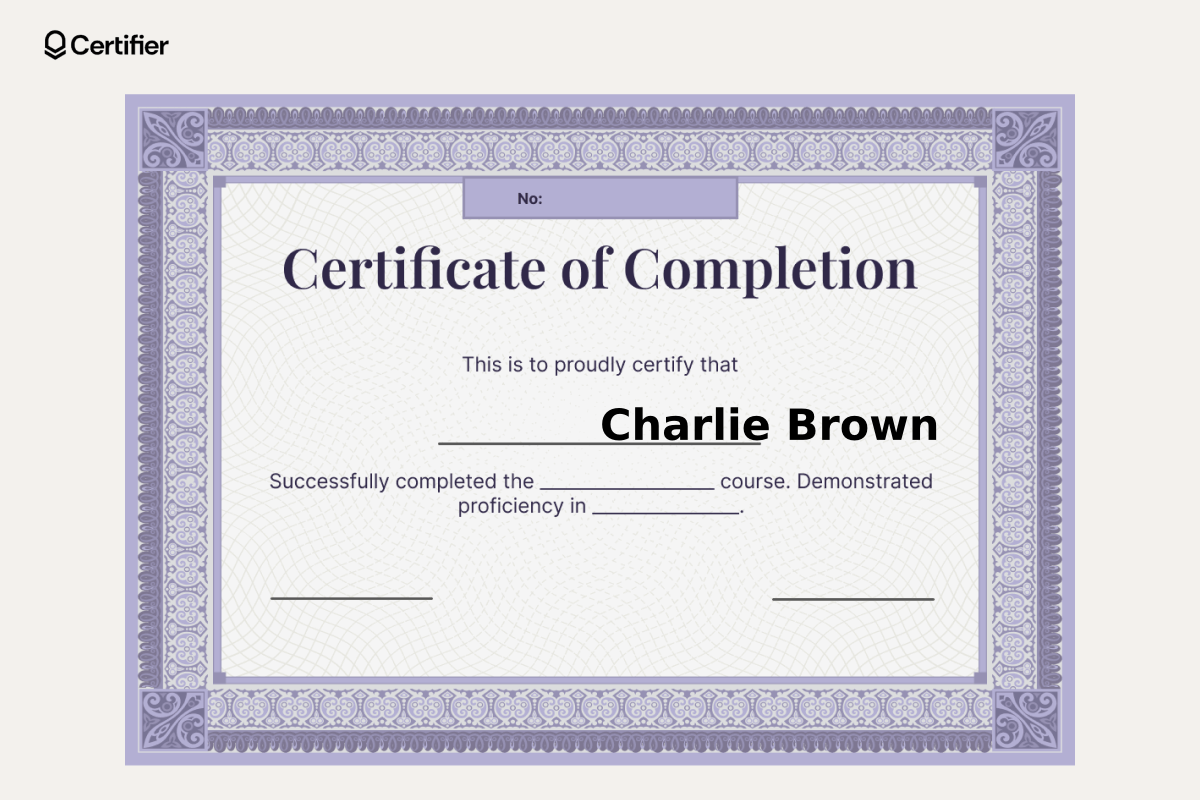 Certifier
No:
Certificate of Completion
This is to proudly certify that
Charlie Brown
Successfully completed the ________________ course. Demonstrated
proficiency in ______________.